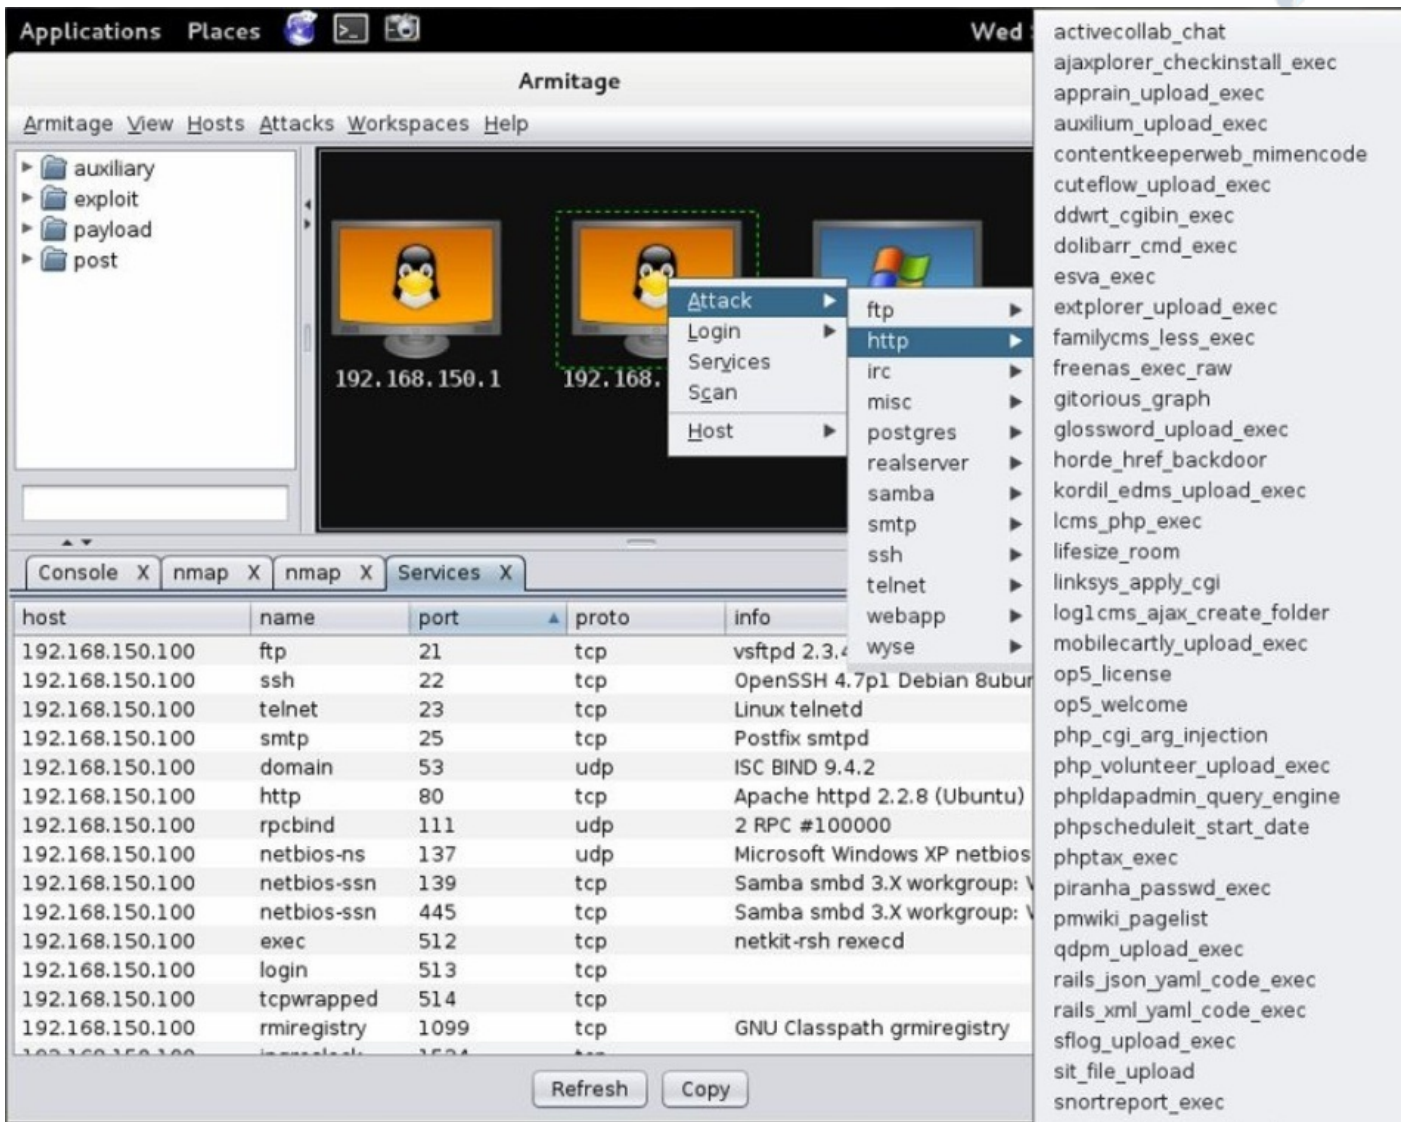 Applications Places Wed
Armitage
Armitage View Hosts Attacks Workspaces Help
auxiliary
exploit
payload
post
192.168.150.1
192.168.
Attack
Login
Services
Scan
Host
ftp
http
irc
misc
postgres
realserver
samba
smtp
ssh
telnet
webapp
wyse
activecollab_chat
ajaxplorer_checkinstall_exec
apprain_upload_exec
auxilium_upload_exec
contentkeeperweb_mimencode
cuteflow_upload_exec
ddwrt_cgibin_exec
dolibarr_cmd_exec
esva_exec
extplorer_upload_exec
familycms_less_exec
freenas_exec_raw
gitorious_graph
glossword_upload_exec
horde_href_backdoor
kordil_edms_upload_exec
lcms_php_exec
lifesize_room
linksys_apply_cgi
log1cms_ajax_create_folder
mobilecartly_upload_exec
op5_license
op5_welcome
php_cgi_arg_injection
php_volunteer_upload_exec
phpldapadmin_query_engine
phpscheduleit_start_date
phptax_exec
piranha_passwd_exec
pmwiki_pagelist
qdpm_upload_exec
rails_json_yaml_code_exec
rails_xml_yaml_code_exec
sflog_upload_exec
sit_file_upload
snortreport_exec
Console X nmap X nmap X Services X
host name port proto info
192.168.150.100 ftp 21 tcp vsftpd 2.3.4
192.168.150.100 ssh 22 tcp OpenSSH 4.7p1 Debian 8ubun
192.168.150.100 telnet 23 tcp Linux telnetd
192.168.150.100 smtp 25 tcp Postfix smtpd
192.168.150.100 domain 53 udp ISC BIND 9.4.2
192.168.150.100 http 80 tcp Apache httpd 2.2.8 (Ubuntu)
192.168.150.100 rpcbind 111 udp 2 RPC #100000
192.168.150.100 netbios-ns 137 udp Microsoft Windows XP netbios
192.168.150.100 netbios-ssn 139 tcp Samba smbd 3.X workgroup:
192.168.150.100 netbios-ssn 445 tcp Samba smbd 3.X workgroup:
192.168.150.100 exec 512 tcp netkit-rsh rexecd
192.168.150.100 login 513 tcp
192.168.150.100 tcpwrapped 514 tcp
192.168.150.100 rmiregistry 1099 tcp GNU Classpath grmiregistry
Refresh Copy